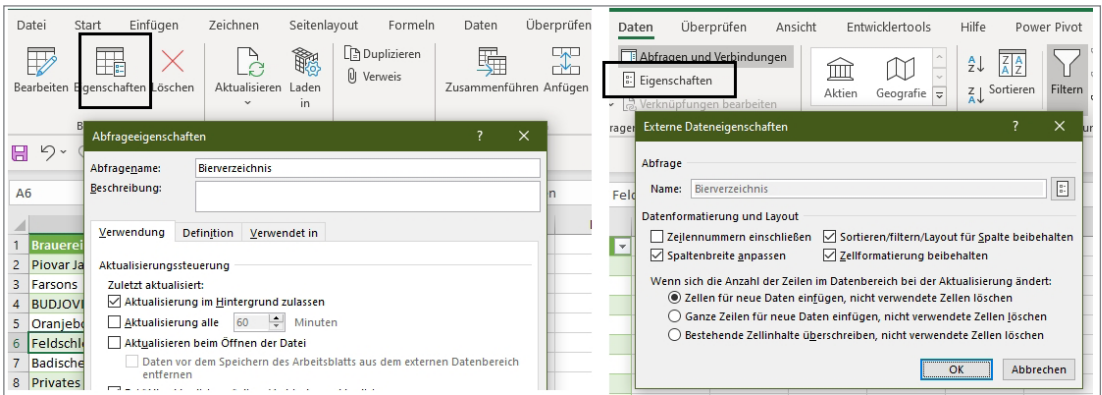 Datei Start Einfügen Zeichnen Seitenlayout Formeln Daten Überprüfen
Bearbeiten Eigenschaften Löschen Aktualisieren Laden in Duplizieren Verweis Zusammenführen Anfügen
Abfrageeigenschaften ? ×
Abfragename: Bierverzeichnis
Beschreibung:
A6
Verwendung Definition Verwendet in
1 Brauerei
2 Piovar Ja
3 Farsons
4 BUDJOVI
5 Oranjebo
6 Feldschl
7 Badische
8 Privates
Aktualisierungssteuerung
Zuletzt aktualisiert:
Aktualisierung im Hintergrund zulassen
Aktualisierung alle 60 Minuten
Aktualisieren beim Öffnen der Datei
Daten vor dem Speichern des Arbeitsblatts aus dem externen Datenbereich
entfernen
Daten Überprüfen Ansicht Entwicklertools Hilfe Power Pivot
Abfragen und Verbindungen
Eigenschaften
Verknüpfungen bearbeiten
Aktien Geografie Sortieren Filtern
Externe Dateneigenschaften ? ×
Abfrage
Name: Bierverzeichnis
Datenformatierung und Layout
Zeilennummern einschließen Sortieren/filtern/Layout für Spalte beibehalten
Spaltenbreite anpassen Zellformatierung beibehalten
Wenn sich die Anzahl der Zeilen im Datenbereich bei der Aktualisierung ändert:
Zellen für neue Daten einfügen, nicht verwendete Zellen löschen
Ganze Zeilen für neue Daten einfügen, nicht verwendete Zellen löschen
Bestehende Zellinhalte überschreiben, nicht verwendete Zellen löschen
OK Abbrechen